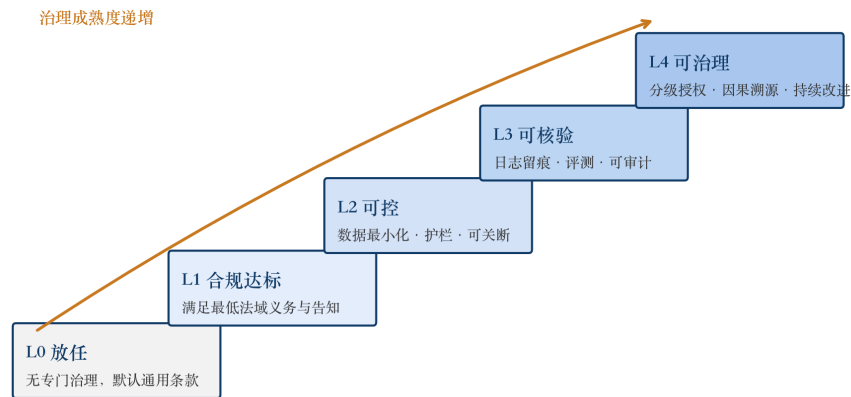 治理成熟度递增
L4 可治理
分级授权 · 因果溯源 · 持续改进
L3 可核验
日志留痕 · 评测 · 可审计
L2 可控
数据最小化 · 护栏 · 可关断
L1 合规达标
满足最低法域义务与告知
L0 放任
无专门治理，默认通用条款